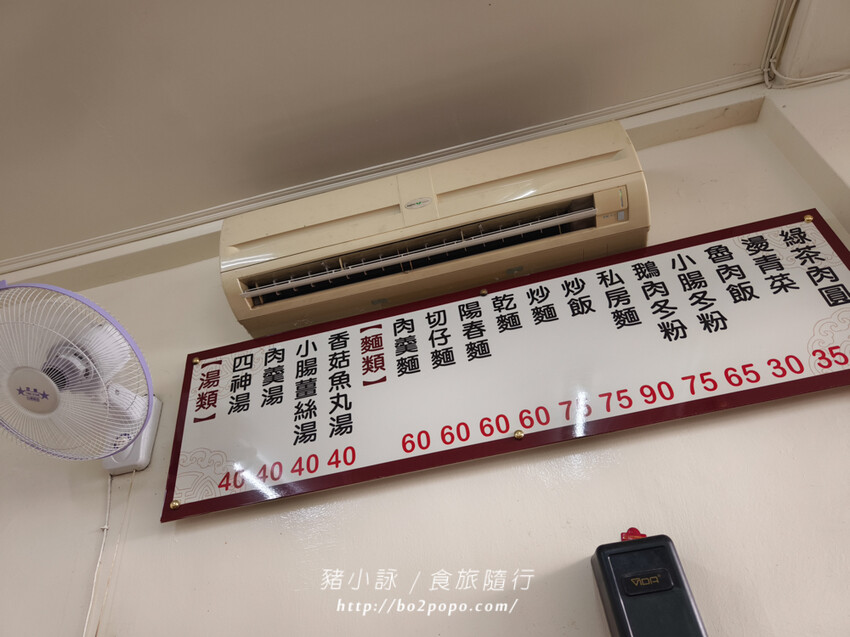 綠茶肉圓
燙青菜
魯肉飯
小腸冬粉
鵝肉冬粉
私房麵
炒飯
炒麵
乾麵
陽春麵
切仔麵
肉羹麵
【麵類】
香菇魚丸湯
小腸薑絲湯
肉羹湯
四神湯
【湯類】
40 40 40 40 60 60 60 60 75 75 90 75 65 30 35
VIDA
豬小詠 / 食旅隨行
http://bo2popo.com/